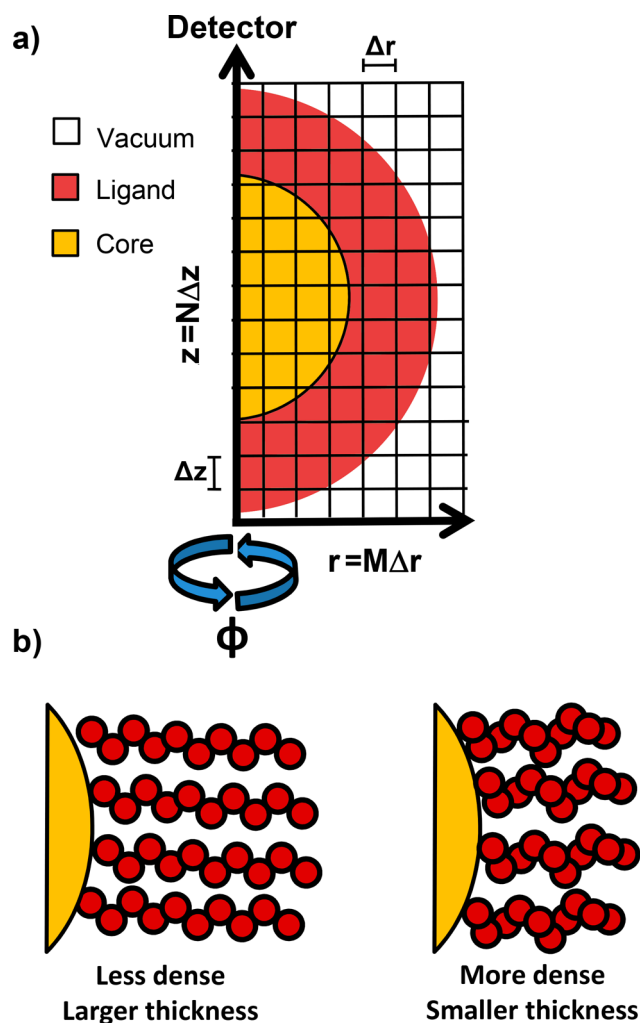 a)
Detector
Δr
Vacuum
Ligand
Core
z =NΔz
Δz
r =MΔr
Φ
b)
Less dense
Larger thickness
More dense
Smaller thickness